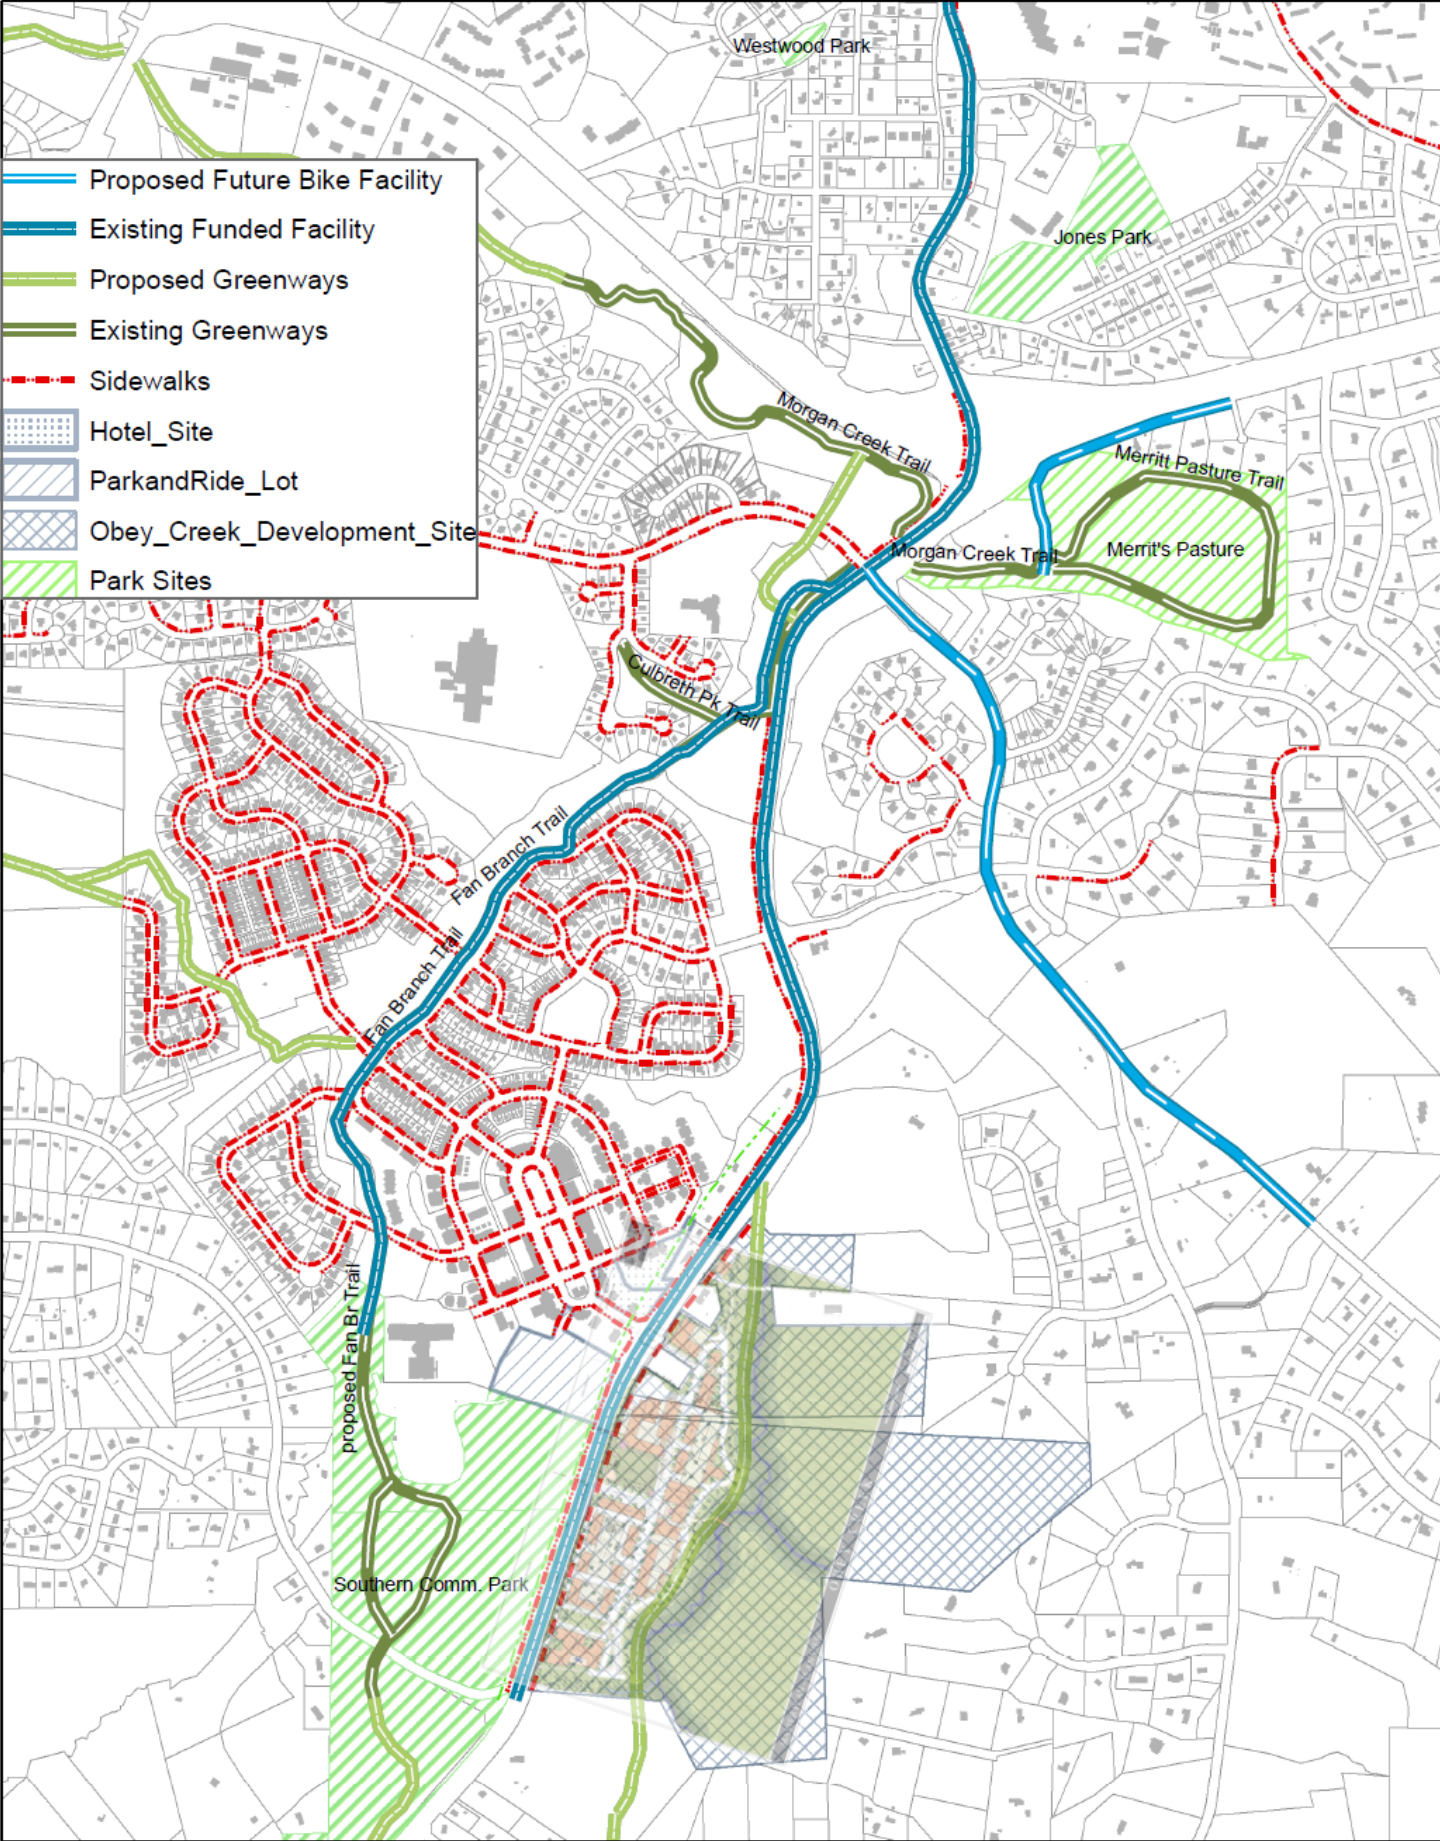 Westwood Park
Proposed Future Bike Facility
Existing Funded Facility
Proposed Greenways
Existing Greenways
Sidewalks
Hotel_Site
ParkandRide_Lot
Obey_Creek_Development_Site
Park Sites
Jones Park
Morgan Creek Trail
Merritt Pasture Trail
Morgan Creek Trail
Merrit's Pasture
Culbreth Pk Trail
Fan Branch Trail
Fan Branch Trail
proposed Fan Br Trail
Southern Comm. Park